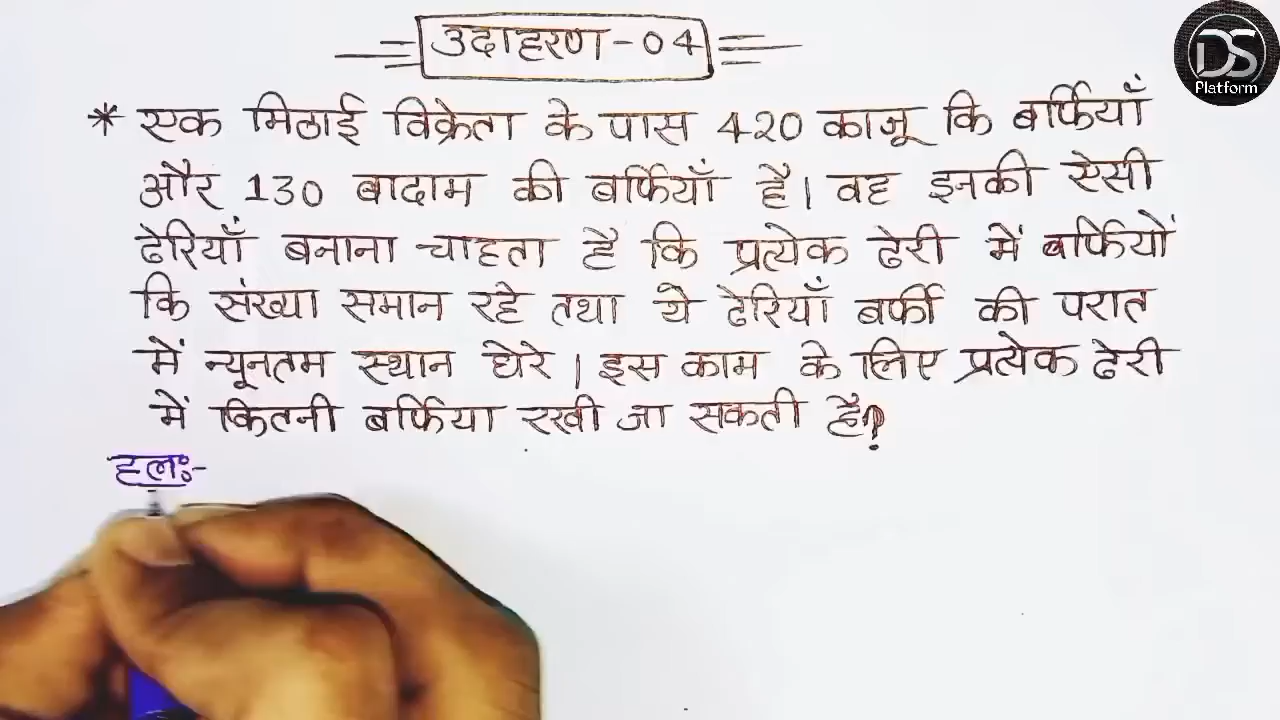 उदाहरण-04
DS
Platform
* एक मिठाई विक्रेता के पास 420 काजू कि बर्फियाँ
और 130 बादाम की बर्फियाँ है। वह इनकी ऐसी
ढेरियाँ बनाना चाहता है कि प्रत्येक ढेरी में बर्फियों
कि संख्या समान रहे तथा ये ढेरियाँ बर्फी की परात
में न्यूनतम स्थान घेरे। इस काम के लिए प्रत्येक ढेरी
में कितनी बर्फिया रखी जा सकती है?
हल:-